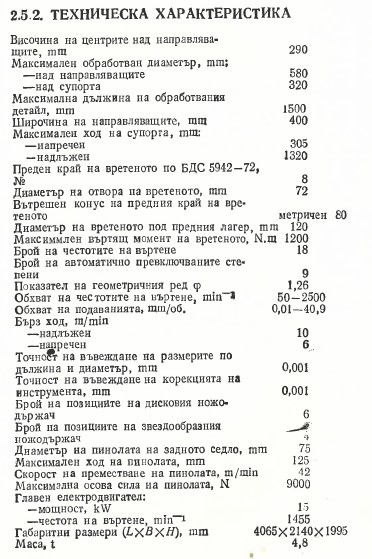 2.5.2. ТЕХНИЧЕСКА ХАРАКТЕРИСТИКА
Височина на центрите над направлява-
щите, mm 290
Максимален обработван диаметър, mm;
—над направляващите 580
—над супорта 320
Максимална дължина на обработвания
детайл, mm 1500
Широчина на направляващите, mm 400
Максимален ход на супорта, mm:
—напречен 305
—надлъжен 1320
Преден край на вретеното по БДС 5942—72,
№ 8
Диаметър на отвора на вретеното, mm 72
Вътрешен конус на предния край на вре-
теното метричен 80
Диаметър на вретеното под предния лагер, mm 120
Максиммлен въртящ момент на вретеното, N.m 1200
Брой на честотите на въртене 18
Брой на автоматично превключваните сте-
пени 9
Показател на геометричния ред φ 1,26
Обхват на честотите на въртене, min⁻¹ 50—2500
Обхват на подаванията, mm/об. 0,01—40,9
Бърз ход, m/min
—надлъжен 10
—напречен 6
Точност на въвеждане на размерите по
дължина и диаметър, mm 0,001
Точност на въвеждане на корекцията на
инструмента, mm 0,001
Брой на позициите на дисковия ножо-
държач 6
Брой на позициите на звездообразния
ножодържач 4
Диаметър на пинолата на задното седло, mm 75
Максимален ход на пинолата, mm 125
Скорост на преместване на пинолата, m/min 42
Максимална осова сила на пинолата, N 9000
Главен електродвигател:
—мощност, kW 15
—честота на въртене, min⁻¹ 1455
Габаритни размери (L×B×H), mm 4065×2140×1995
Маса, t 4,8